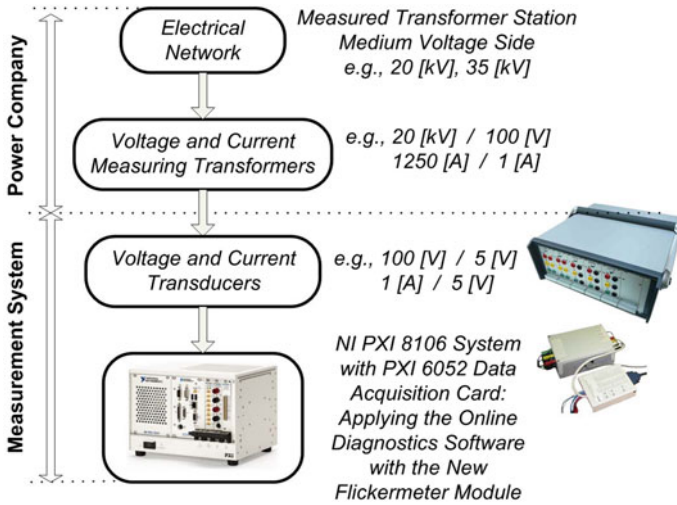 Power Company
Measurement System
Electrical
Network
Measured Transformer Station
Medium Voltage Side
e.g., 20 [kV], 35 [kV]
Voltage and Current
Measuring Transformers
e.g., 20 [kV] / 100 [V]
1250 [A] / 1 [A]
Voltage and Current
Transducers
e.g., 100 [V] / 5 [V]
1 [A] / 5 [V]
NI PXI 8106 System
with PXI 6052 Data
Acquisition Card:
Applying the Online
Diagnostics Software
with the New
Flickermeter Module
PXI